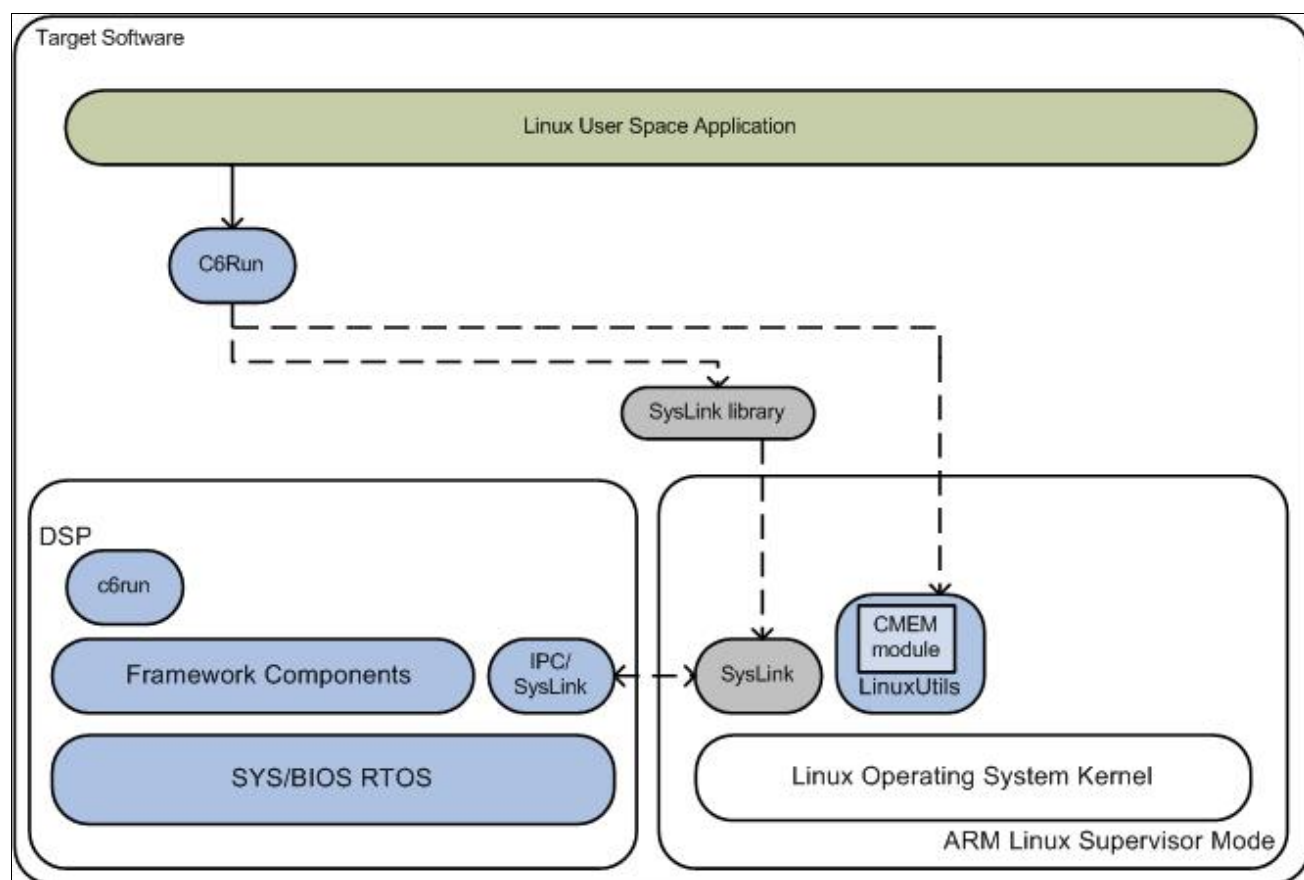 Target Software
Linux User Space Application
C6Run
SysLink library
DSP
c6run
Framework Components
IPC/
SysLink
SYS/BIOS RTOS
SysLink
CMEM
module
LinuxUtils
Linux Operating System Kernel
ARM Linux Supervisor Mode